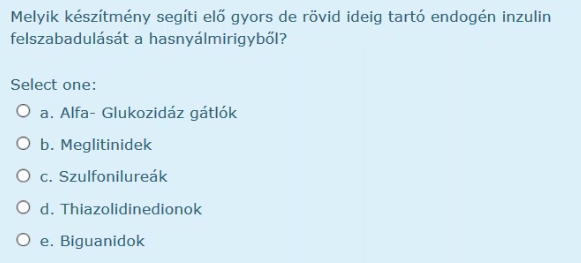 Melyik készítmény segíti elő gyors de rövid ideig tartó endogén inzulin
felszabadulását a hasnyálmirigyből?
Select one:
a. Alfa- Glukozidáz gátlók
b. Meglitinidek
c. Szulfonilureák
d. Thiazolidinedionok
e. Biguanidok